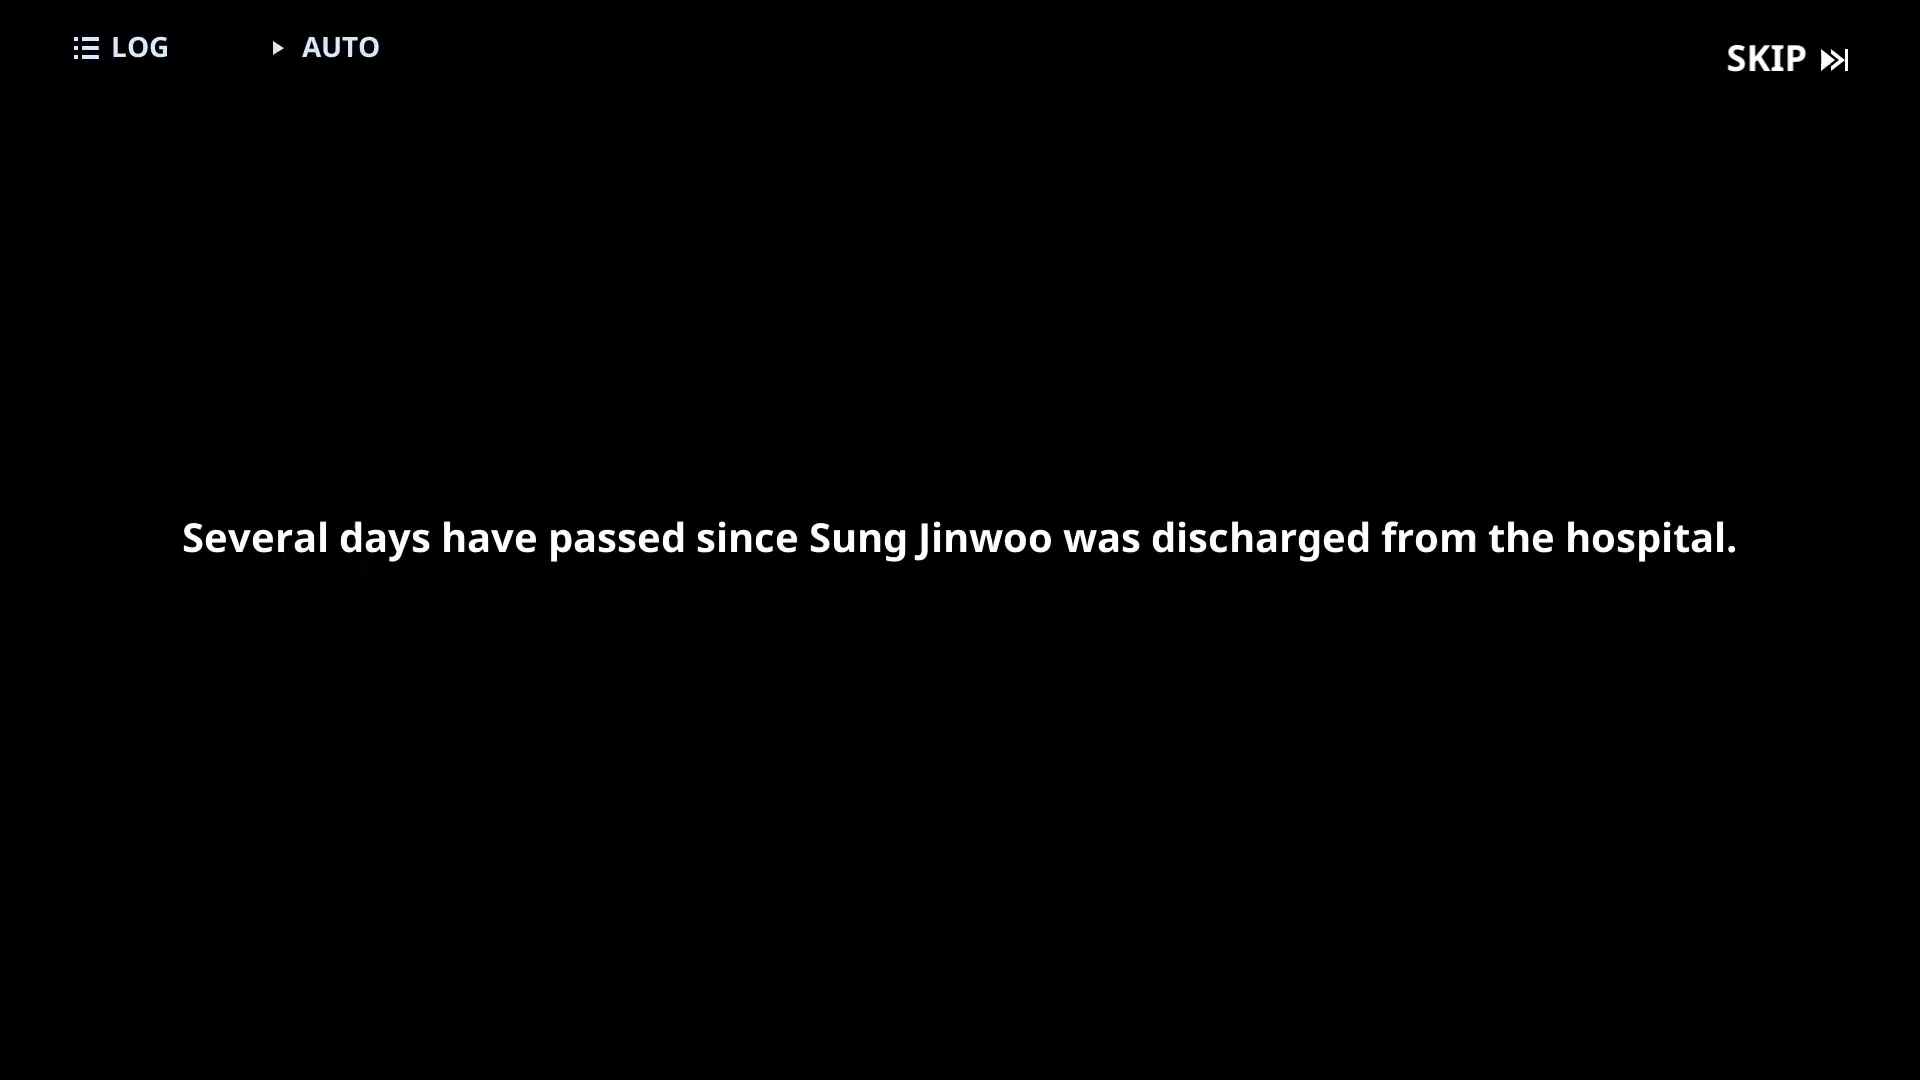 LOG
AUTO
SKIP
Several days have passed since Sung Jinwoo was discharged from the hospital.